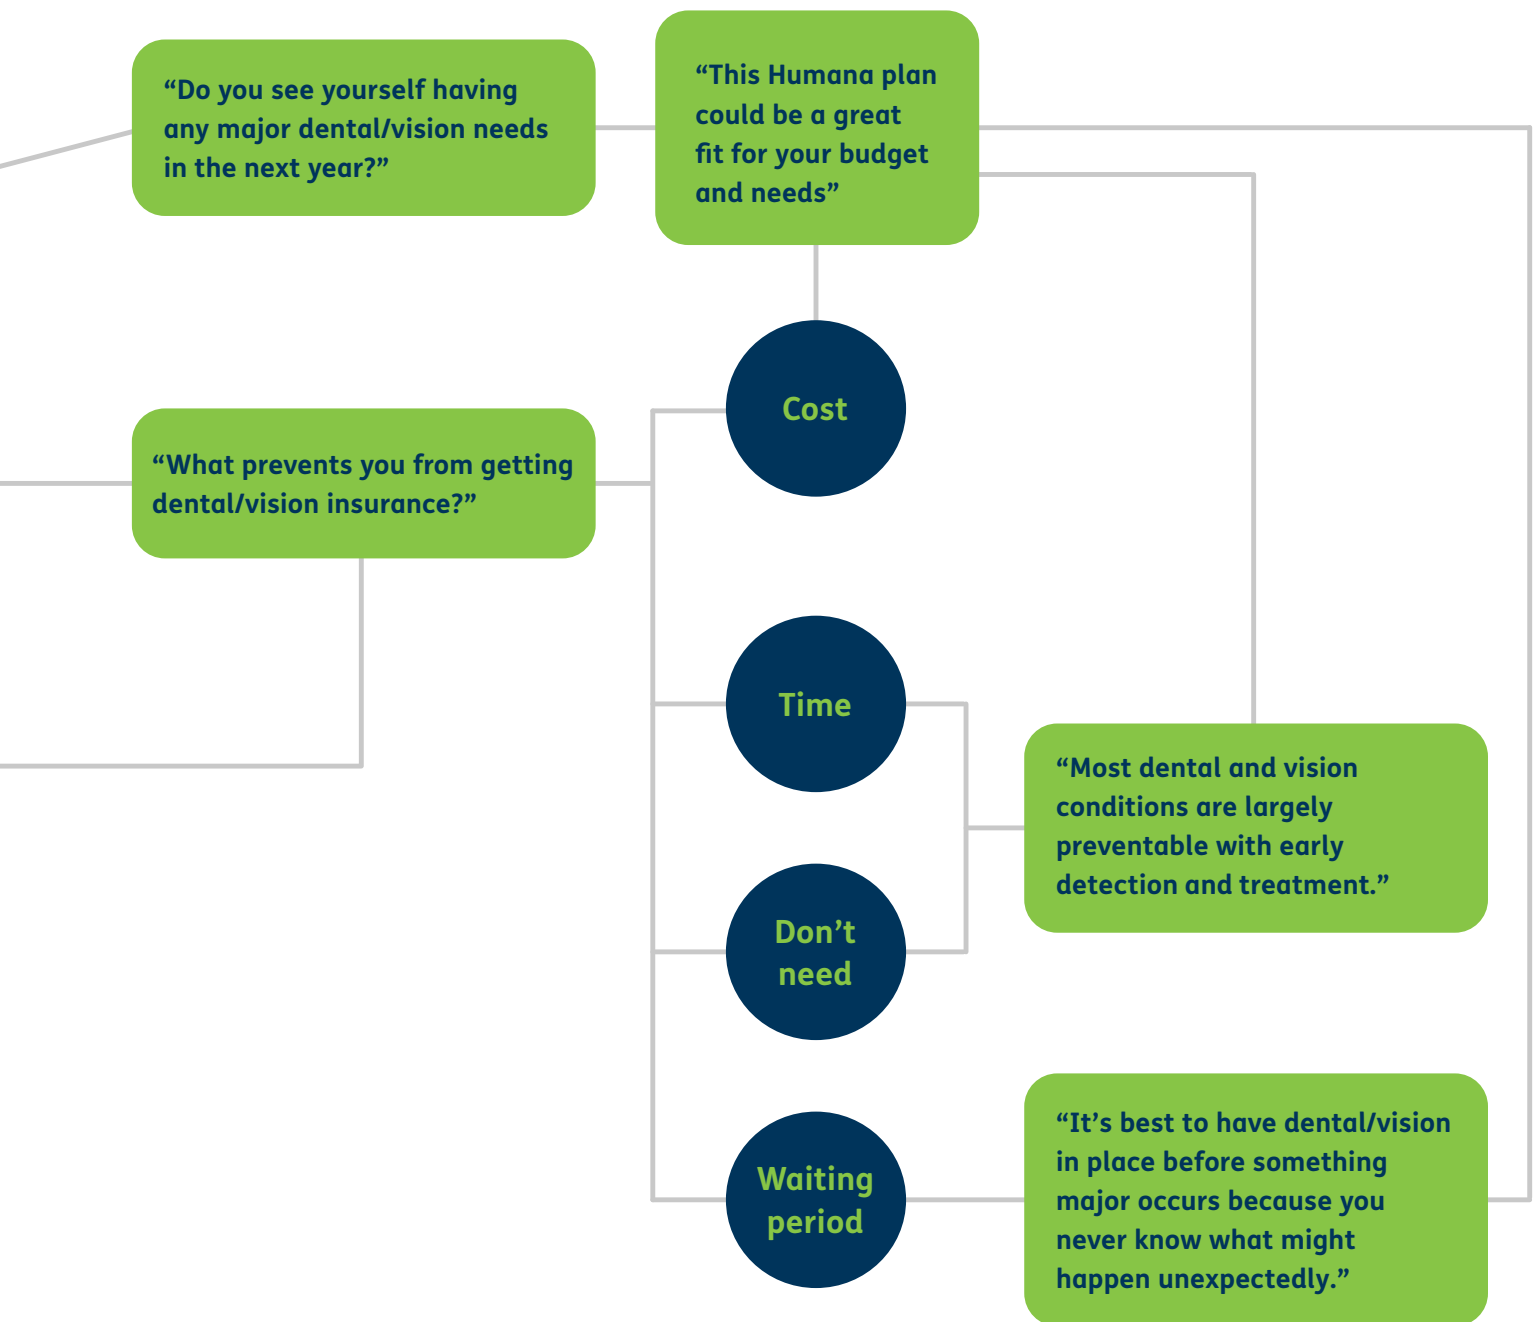 “Do you see yourself having
any major dental/vision needs
in the next year?”
“This Humana plan
could be a great
fit for your budget
and needs”
Cost
“What prevents you from getting
dental/vision insurance?”
Time
“Most dental and vision
conditions are largely
preventable with early
detection and treatment.”
Don’t
need
Waiting
period
“It’s best to have dental/vision
in place before something
major occurs because you
never know what might
happen unexpectedly.”